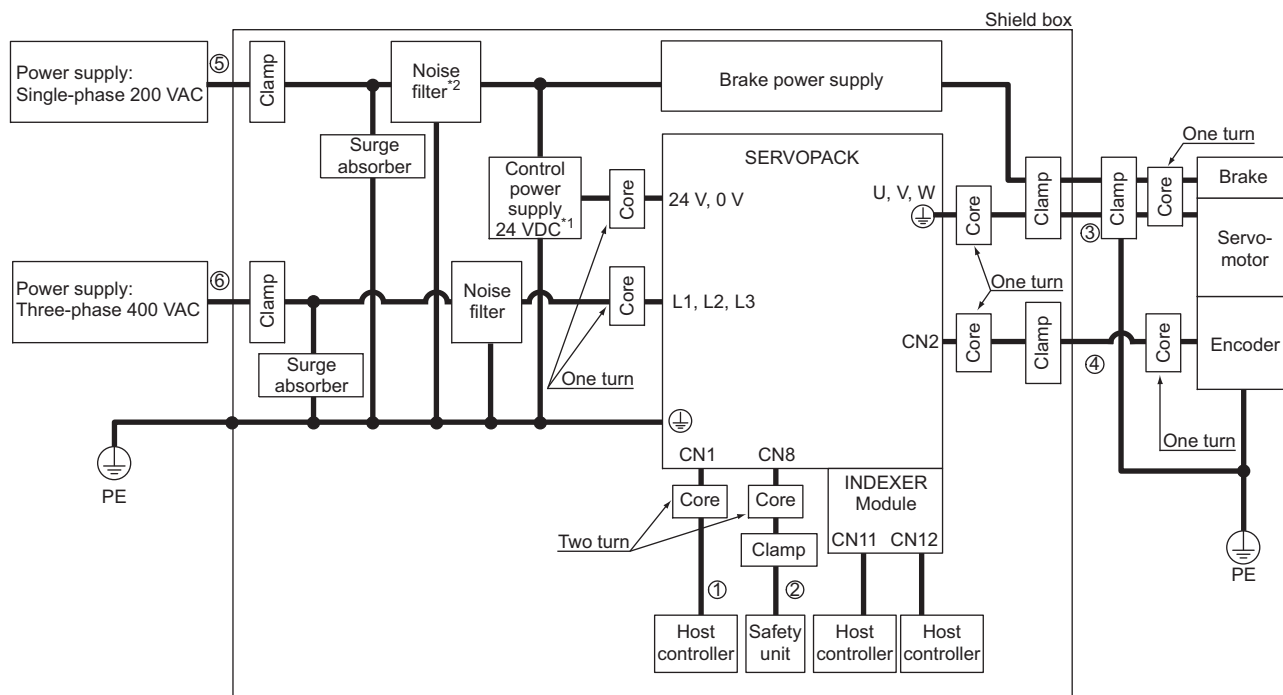 Shield box
Power supply:
Single-phase 200 VAC
⑤
Clamp
Noise
filter*2
Brake power supply
Surge
absorber
Control
power
supply
24 VDC*1
Core
24 V, 0 V
SERVOPACK
U, V, W
Core
Clamp
Clamp
③
Core
One turn
Brake
Servo-
motor
Power supply:
Three-phase 400 VAC
⑥
Clamp
Noise
filter
Core
L1, L2, L3
One turn
Surge
absorber
One turn
CN2
Core
Clamp
④
Core
Encoder
One turn
PE
CN1
CN8
Core
Core
Two turn
Clamp
INDEXER
Module
CN11
CN12
PE
①
②
Host
controller
Safety
unit
Host
controller
Host
controller